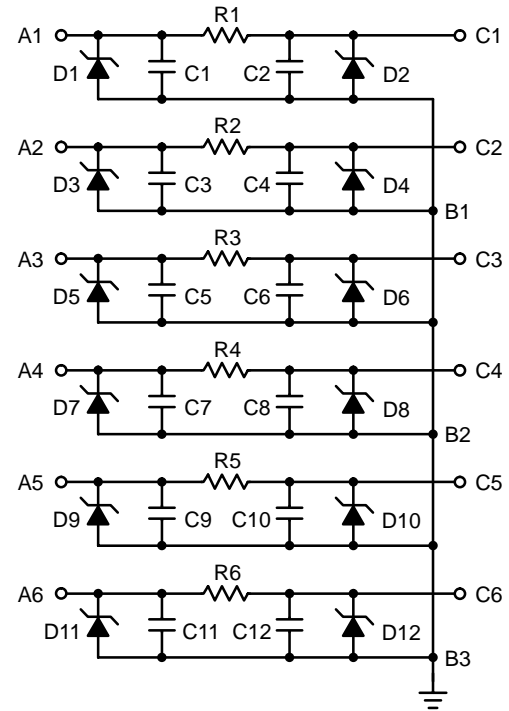 R1
A1 C1
D1 C1 C2 D2
R2
A2 C2
D3 C3 C4 D4
B1
R3
A3 C3
D5 C5 C6 D6
R4
A4 C4
D7 C7 C8 D8
B2
R5
A5 C5
D9 C9 C10 D10
R6
A6 C6
D11 C11 C12 D12
B3